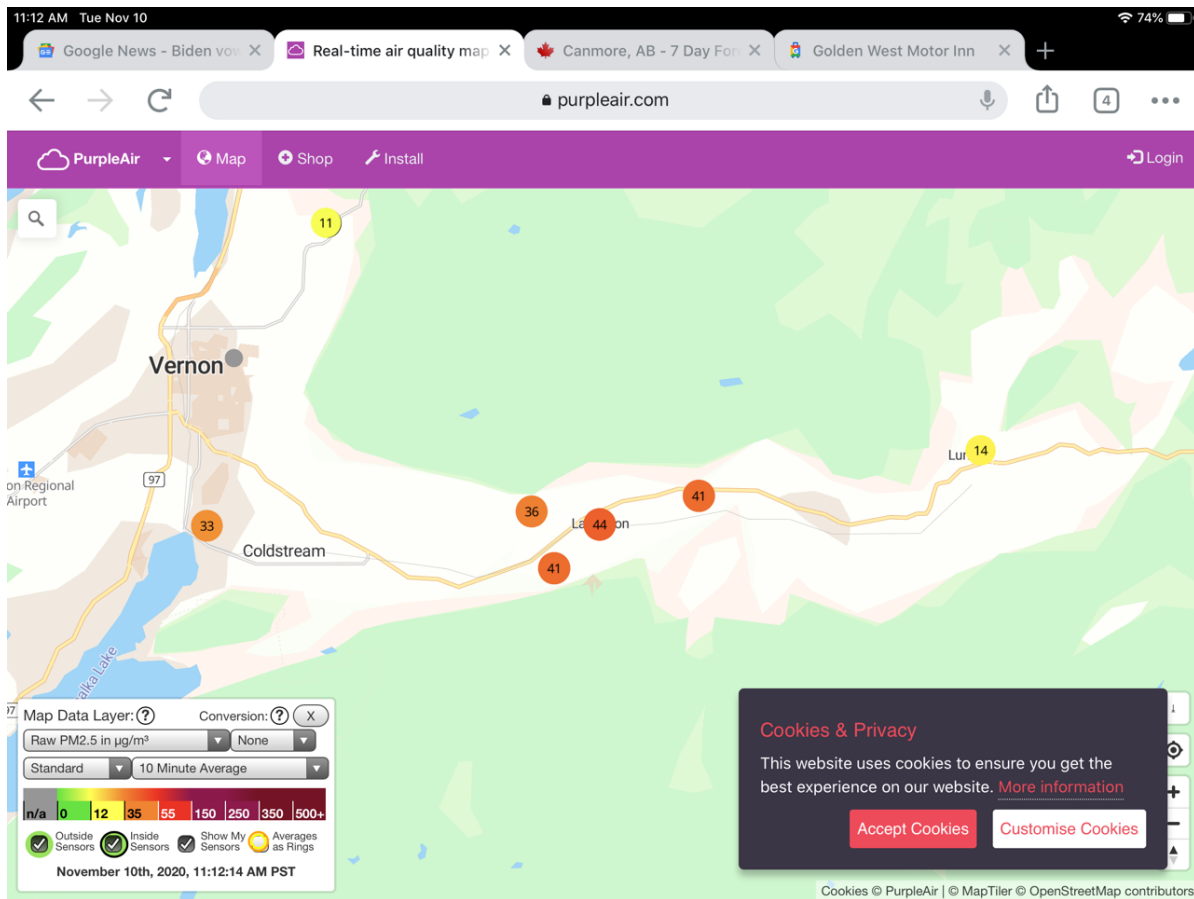 11:12 AM Tue Nov 10
74%
Google News - Biden vow
Real-time air quality map
Canmore, AB - 7 Day For
Golden West Motor Inn
purpleair.com
4
PurpleAir
Map
Shop
Install
Login
11
Vernon
14
97
on Regional
Airport
41
36
44
33
Coldstream
41
alka Lake
97
Map Data Layer: ?
Conversion: ? X
Raw PM2.5 in µg/m³
None
Standard
10 Minute Average
n/a 0 12 35 55 150 250 350 500+
Outside Sensors
Inside Sensors
Show My Sensors
Averages as Rings
November 10th, 2020, 11:12:14 AM PST
Cookies & Privacy
This website uses cookies to ensure you get the
best experience on our website. More information
Accept Cookies
Customise Cookies
Cookies © PurpleAir | © MapTiler © OpenStreetMap contributors